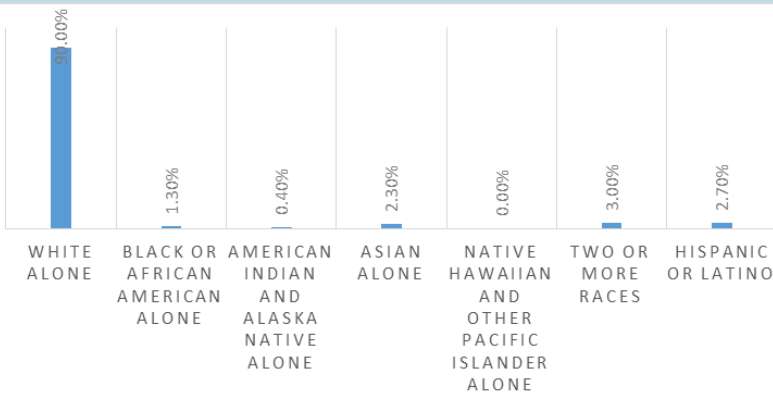 90.00%
1.30%
0.40%
2.30%
0.00%
3.00%
2.70%
WHITE
ALONE
BLACK OR
AFRICAN
AMERICAN
ALONE
AMERICAN
INDIAN
AND
ALASKA
NATIVE
ALONE
ASIAN
ALONE
NATIVE
HAWAIIAN
AND
OTHER
PACIFIC
ISLANDER
ALONE
TWO OR
MORE
RACES
HISPANIC
OR LATINO